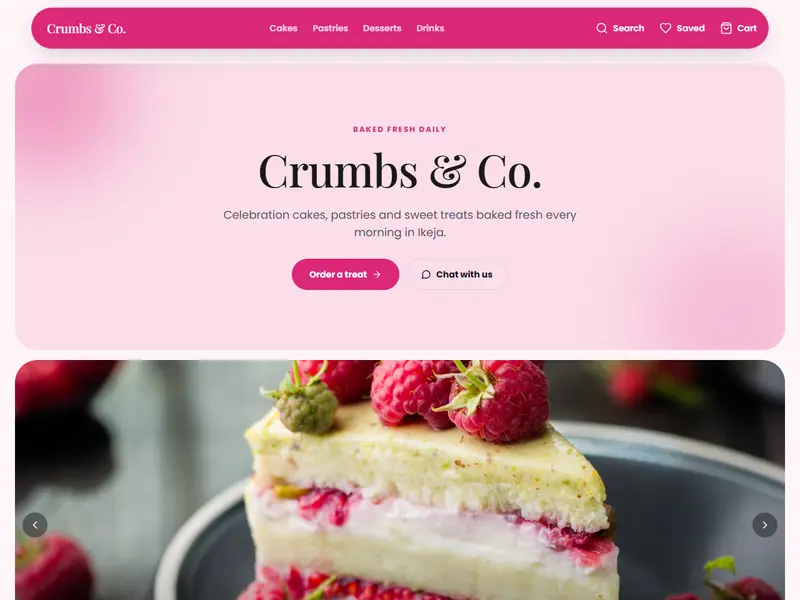 Crumbs & Co.
Cakes Pastries Desserts Drinks
Search Saved Cart
BAKED FRESH DAILY
Crumbs & Co.
Celebration cakes, pastries and sweet treats baked fresh every
morning in Ikeja.
Order a treat
Chat with us